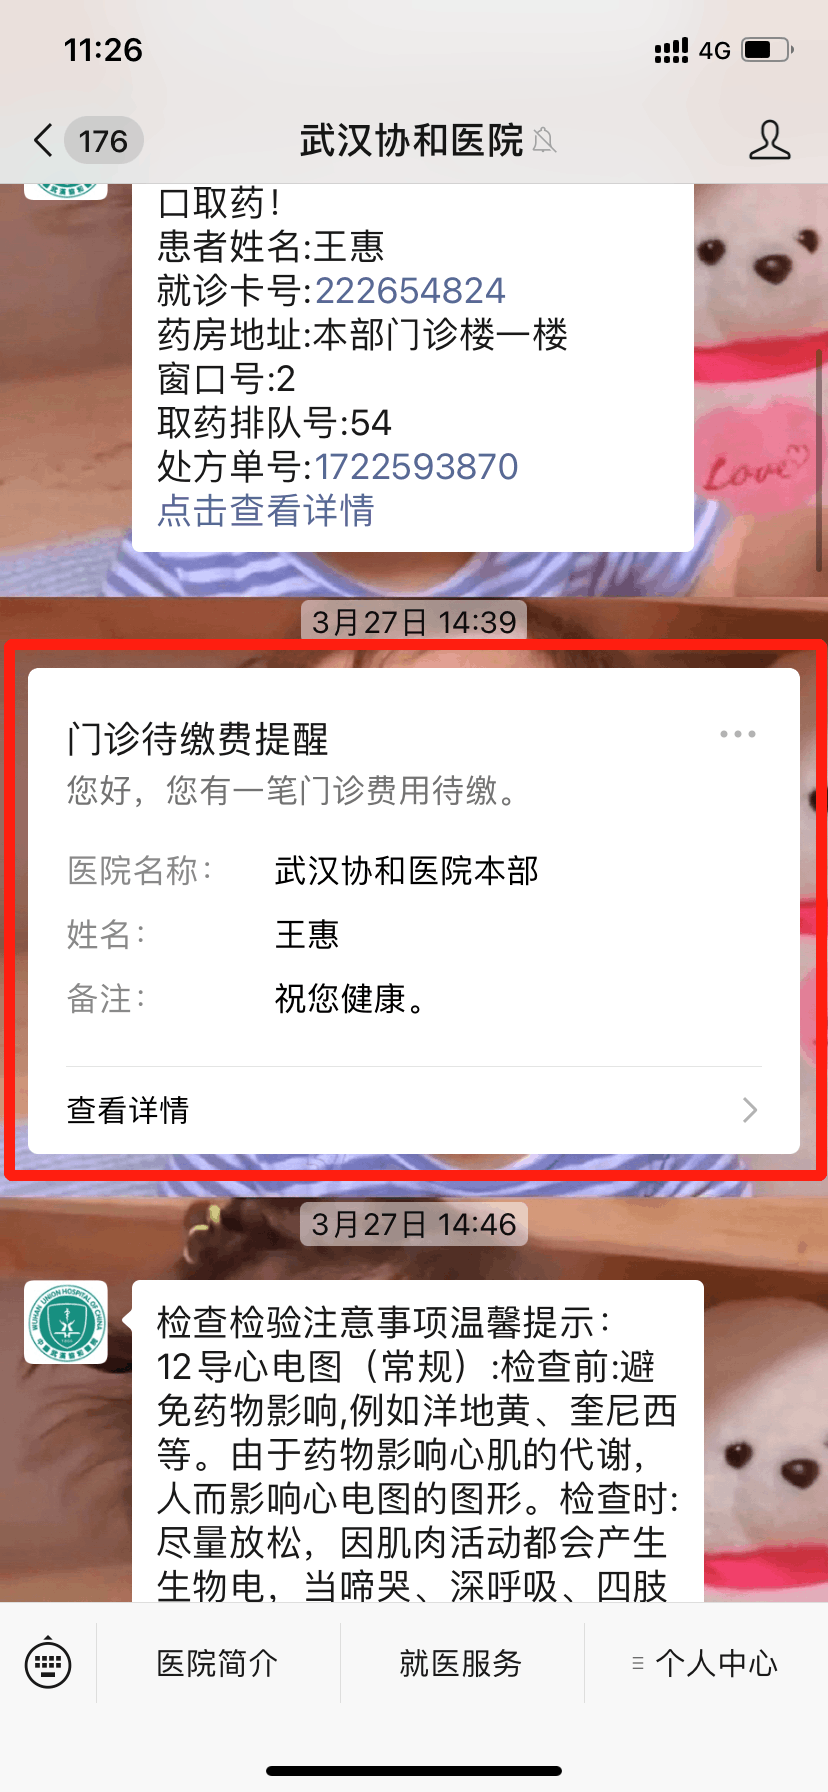 11:26
4G
176
武汉协和医院
口取药！
患者姓名:王惠
就诊卡号:222654824
药房地址:本部门诊楼一楼
窗口号:2
取药排队号:54
处方单号:1722593870
点击查看详情
Love
3月27日 14:39
门诊待缴费提醒
您好，您有一笔门诊费用待缴。
医院名称： 武汉协和医院本部
姓名： 王惠
备注： 祝您健康。
查看详情
3月27日 14:46
WUHAN UNION HOSPITAL OF CHINA
检查检验注意事项温馨提示：
12导心电图（常规）:检查前:避
免药物影响,例如洋地黄、奎尼西
等。由于药物影响心肌的代谢，
人而影响心电图的图形。检查时:
尽量放松，因肌肉活动都会产生
生物电，当啼哭、深呼吸、四肢
医院简介
就医服务
个人中心